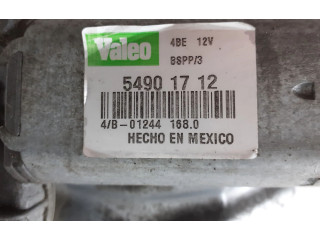 Valeo
4BE 12V
BSPP/3
5490 17 12
4/B-01244 168.0
HECHO EN MEXICO